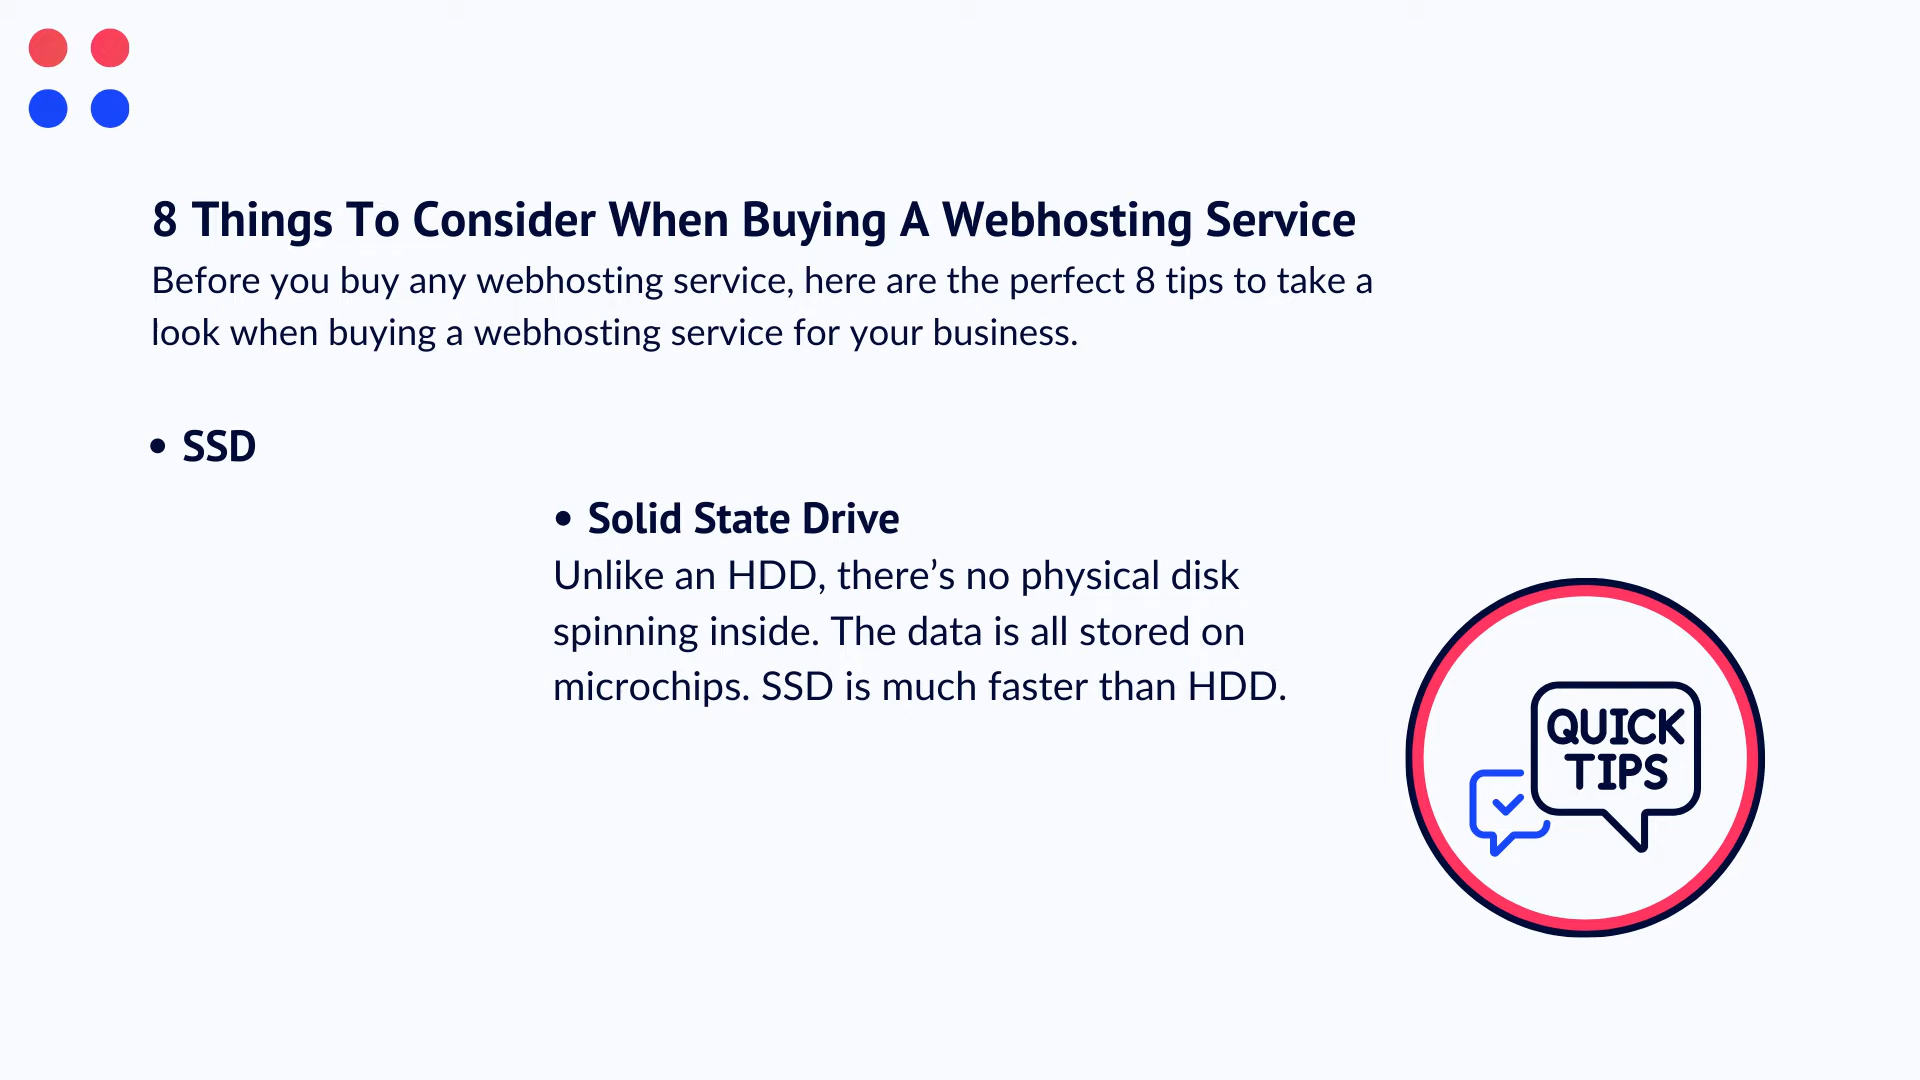 8 Things To Consider When Buying A Webhosting Service
Before you buy any webhosting service, here are the perfect 8 tips to take a
look when buying a webhosting service for your business.
• SSD
• Solid State Drive
Unlike an HDD, there’s no physical disk
spinning inside. The data is all stored on
microchips. SSD is much faster than HDD.
QUICK
TIPS